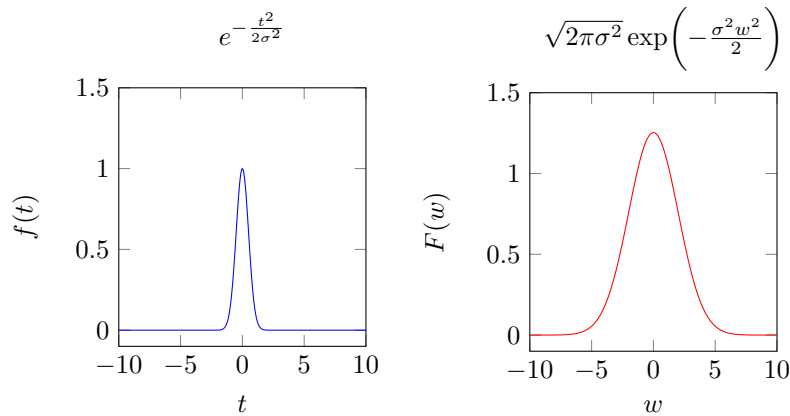 $e^{-\frac{t^2}{2\sigma^2}}$
1.5
1
0.5
0
−10 −5 0 5 10
f(t)
t
$\sqrt{2\pi\sigma^2}\exp\left(-\frac{\sigma^2 w^2}{2}\right)$
1.5
1
0.5
0
−10 −5 0 5 10
F(w)
w